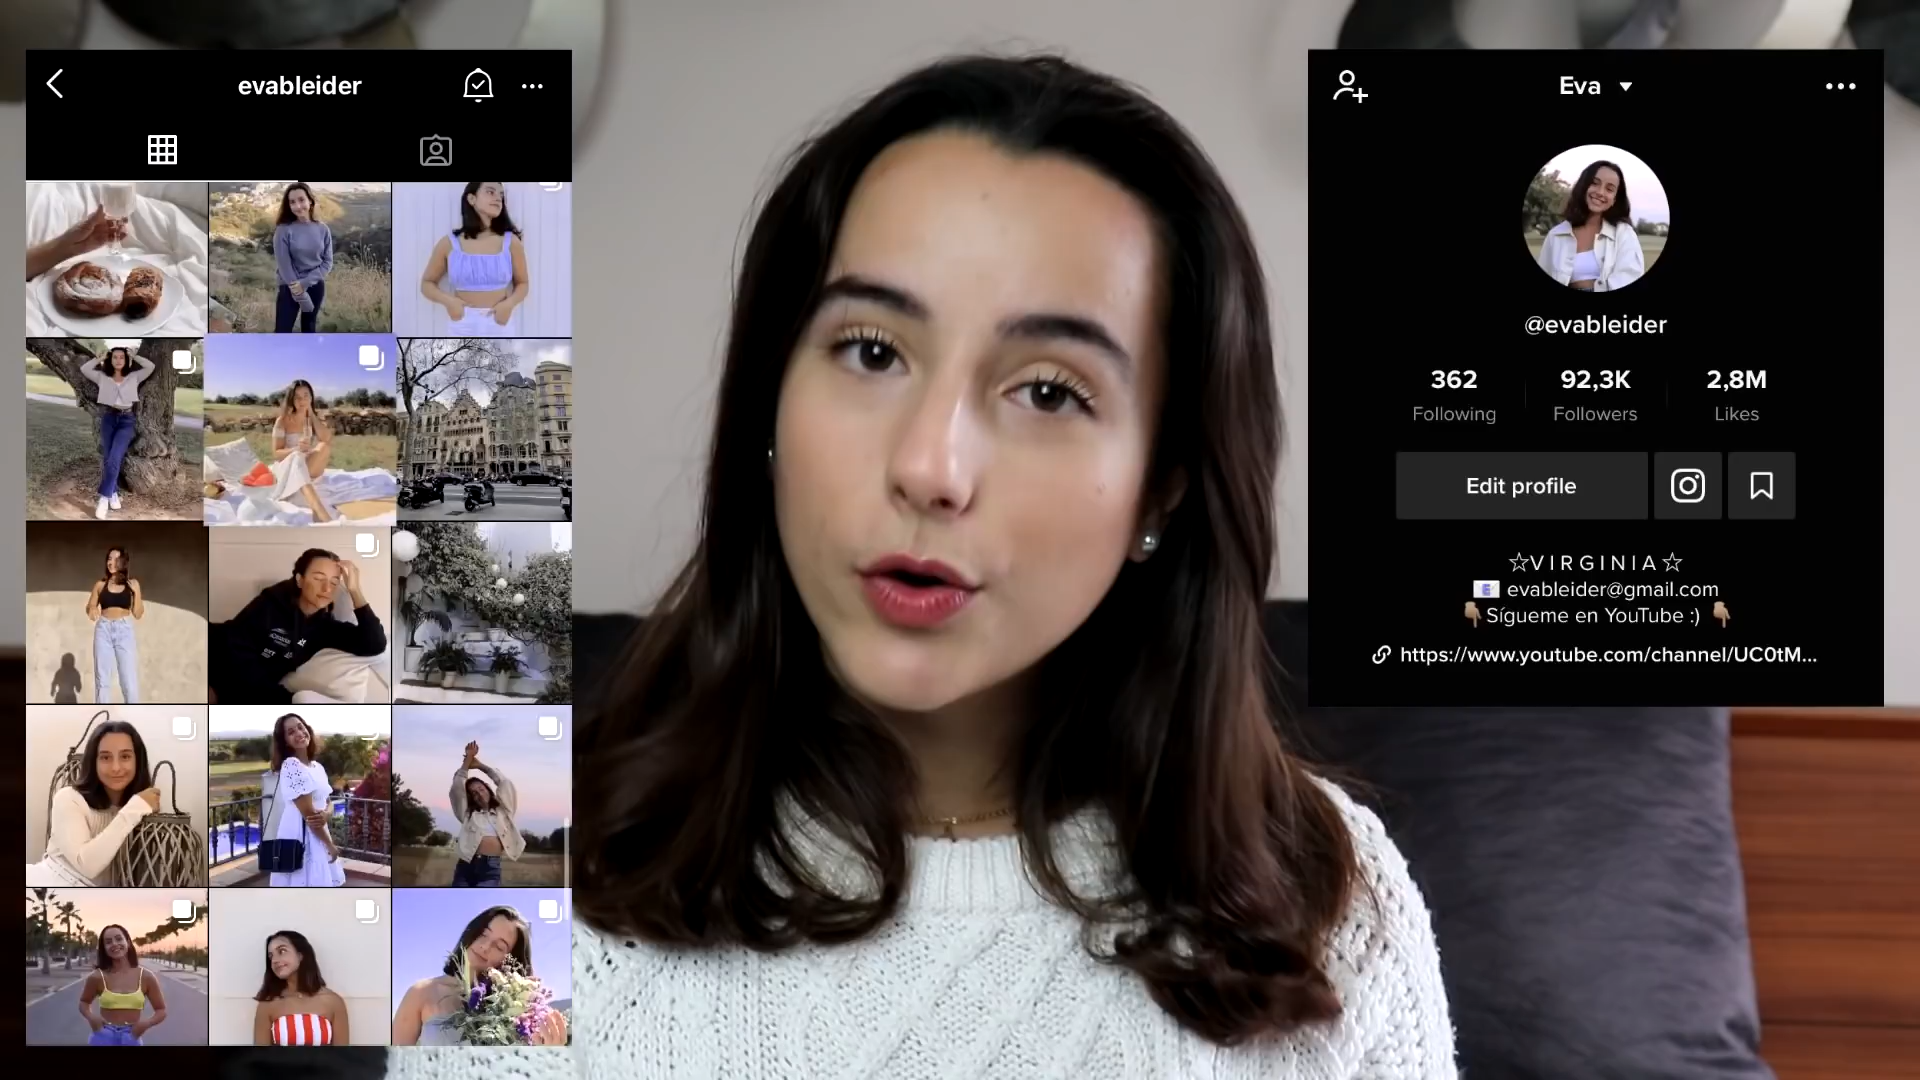 evableider
Eva
@evableider
362
92,3K
2,8M
Following
Followers
Likes
Edit profile
☆V I R G I N I A ☆
📧 evableider@gmail.com
👇🏽Sígueme en YouTube :) 👇🏽
https://www.youtube.com/channel/UC0tM...